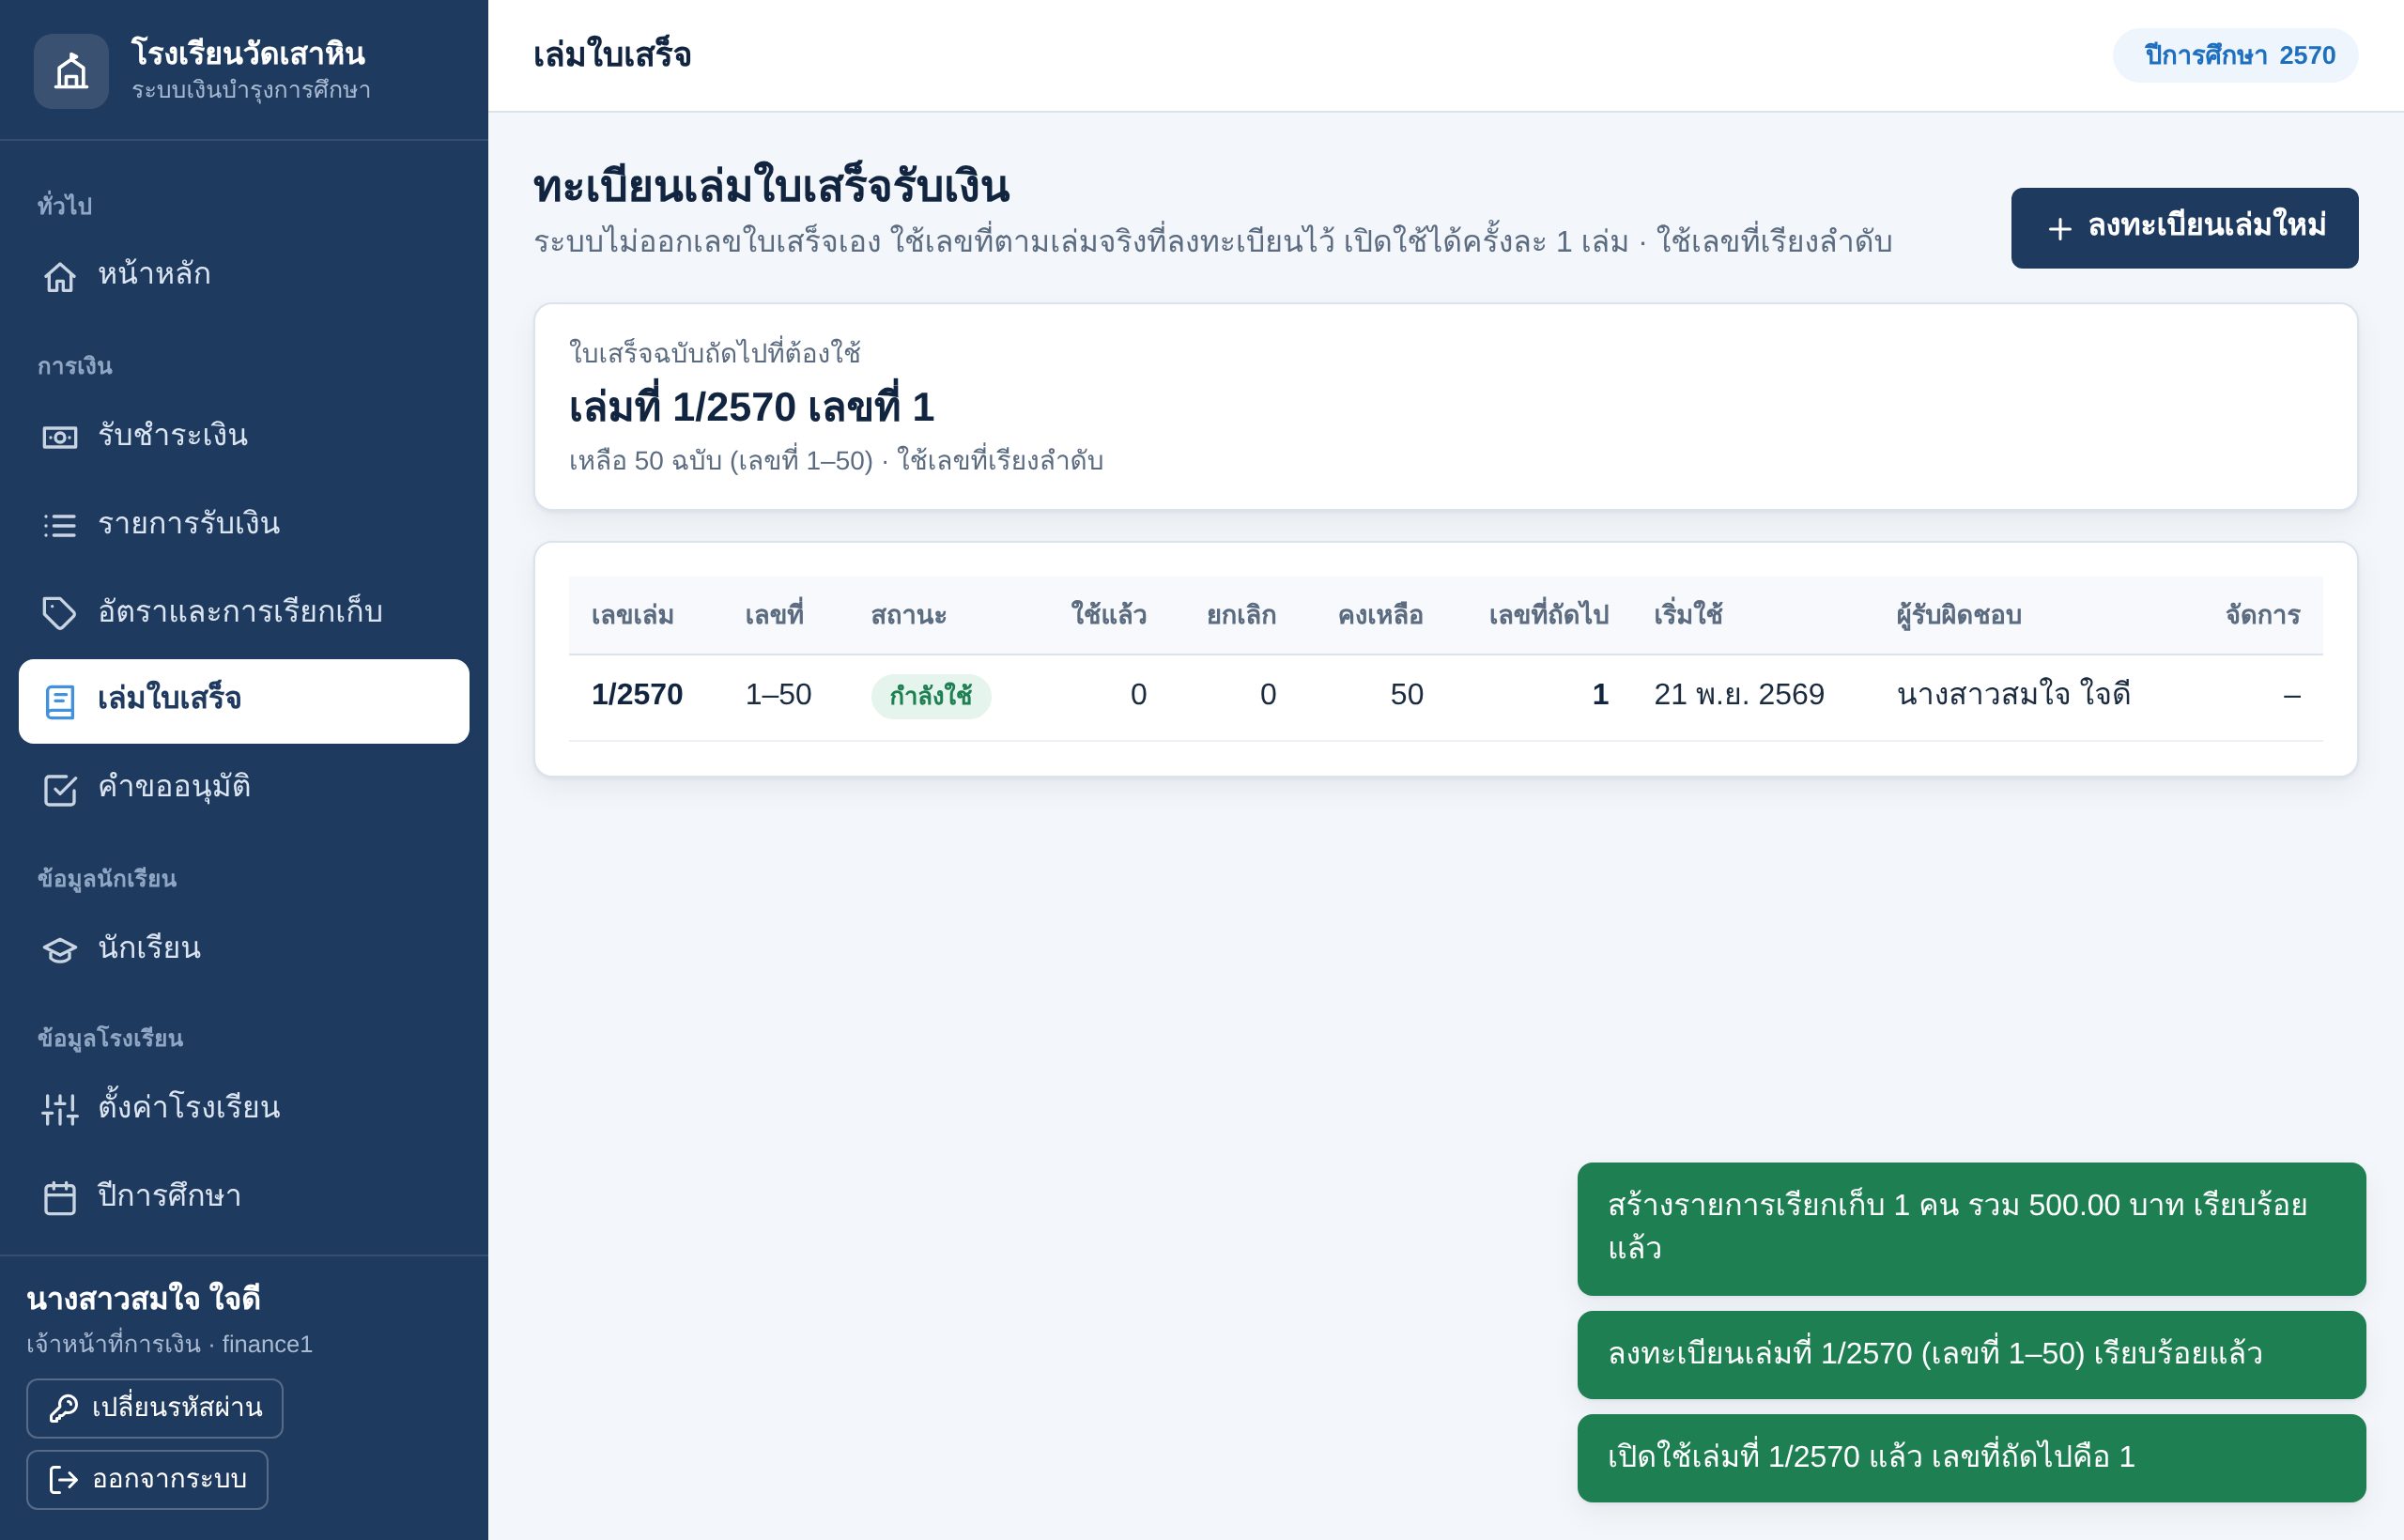 โรงเรียนวัดเสาหิน
ระบบเงินบำรุงการศึกษา
ทั่วไป
หน้าหลัก
การเงิน
รับชำระเงิน
รายการรับเงิน
อัตราและการเรียกเก็บ
เล่มใบเสร็จ
คำขออนุมัติ
ข้อมูลนักเรียน
นักเรียน
ข้อมูลโรงเรียน
ตั้งค่าโรงเรียน
ปีการศึกษา
นางสาวสมใจ ใจดี
เจ้าหน้าที่การเงิน · finance1
เปลี่ยนรหัสผ่าน
ออกจากระบบ
เล่มใบเสร็จ
ปีการศึกษา 2570
ทะเบียนเล่มใบเสร็จรับเงิน
ระบบไม่ออกเลขใบเสร็จเอง ใช้เลขที่ตามเล่มจริงที่ลงทะเบียนไว้ เปิดใช้ได้ครั้งละ 1 เล่ม · ใช้เลขที่เรียงลำดับ
+ ลงทะเบียนเล่มใหม่
ใบเสร็จฉบับถัดไปที่ต้องใช้
เล่มที่ 1/2570 เลขที่ 1
เหลือ 50 ฉบับ (เลขที่ 1–50) · ใช้เลขที่เรียงลำดับ
เลขเล่ม เลขที่ สถานะ ใช้แล้ว ยกเลิก คงเหลือ เลขที่ถัดไป เริ่มใช้ ผู้รับผิดชอบ จัดการ
1/2570 1–50 กำลังใช้ 0 0 50 1 21 พ.ย. 2569 นางสาวสมใจ ใจดี –
สร้างรายการเรียกเก็บ 1 คน รวม 500.00 บาท เรียบร้อย
แล้ว
ลงทะเบียนเล่มที่ 1/2570 (เลขที่ 1–50) เรียบร้อยแล้ว
เปิดใช้เล่มที่ 1/2570 แล้ว เลขที่ถัดไปคือ 1